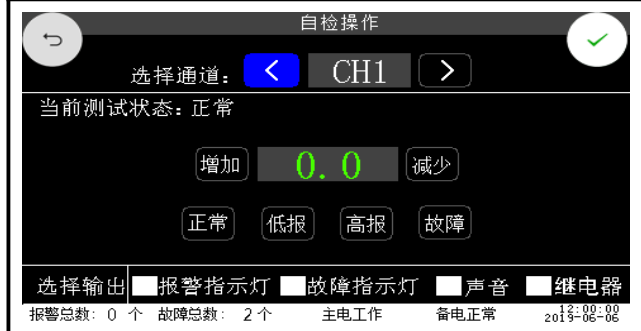 自检操作
选择通道: < CH1 >
当前测试状态: 正常
增加 0.0 减少
正常 低报 高报 故障
选择输出 报警指示灯 故障指示灯 声音 继电器
报警总数: 0 个 故障总数: 2个 主电工作 备电正常 12:00:00
2019-06-06